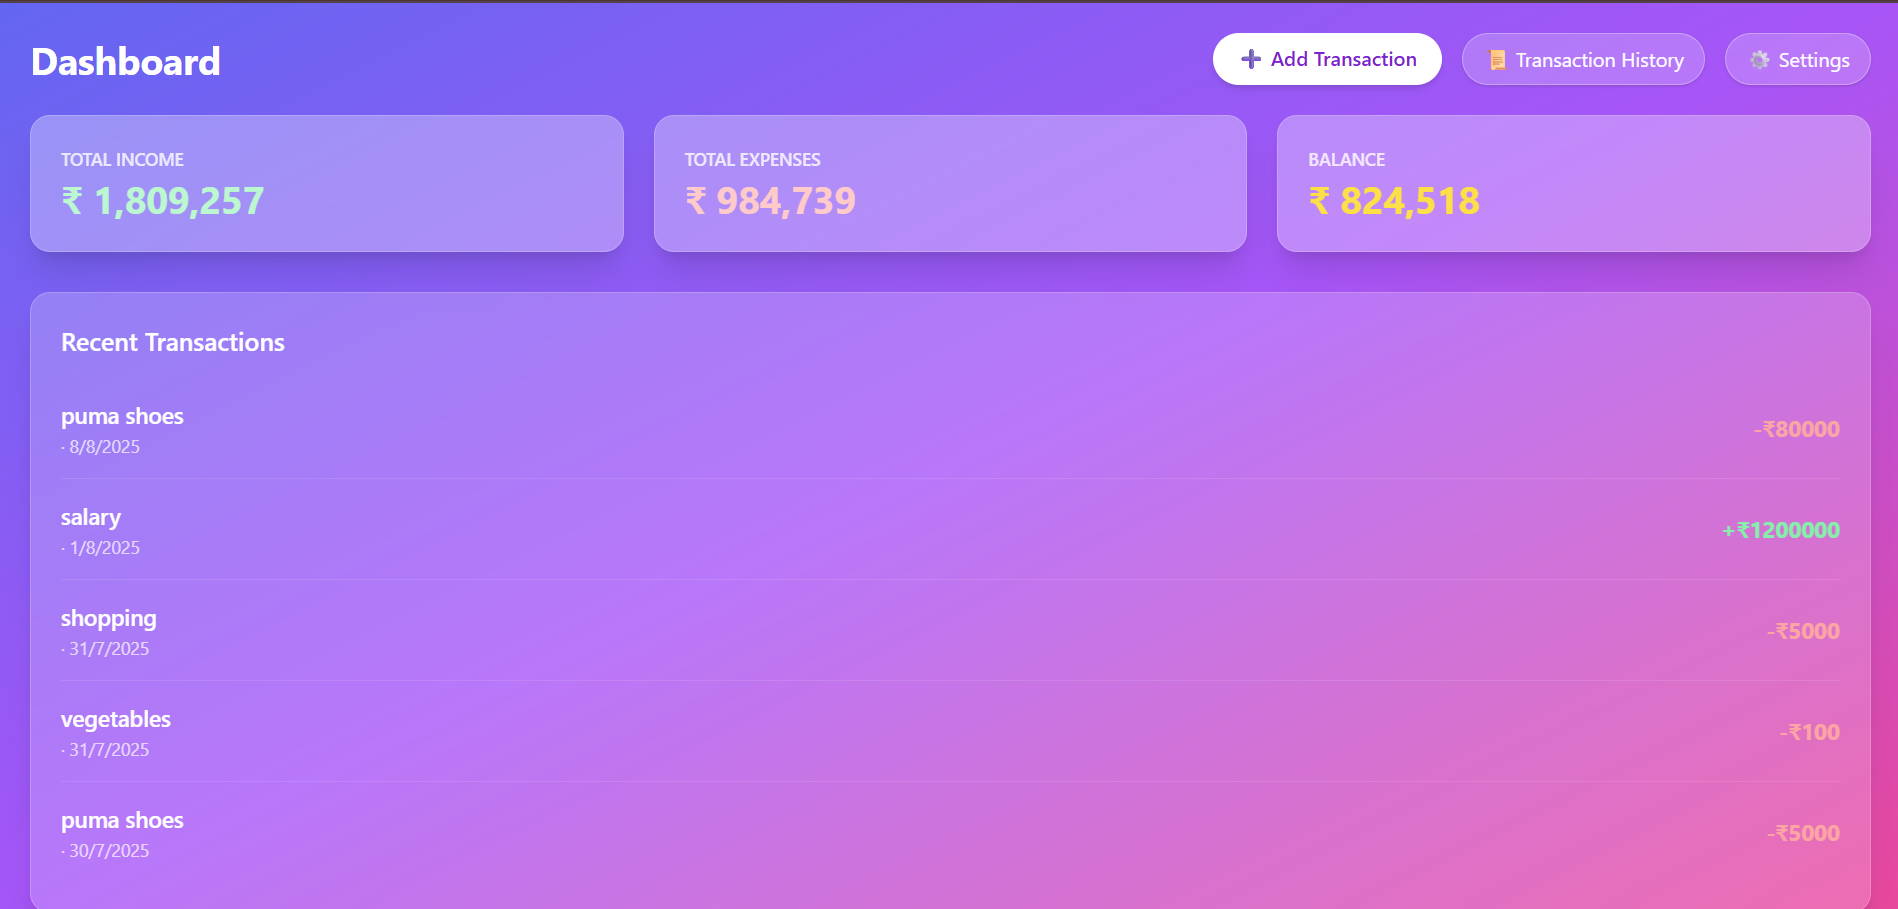 Dashboard
➕ Add Transaction
📜 Transaction History
⚙️ Settings
TOTAL INCOME
₹ 1,809,257
TOTAL EXPENSES
₹ 984,739
BALANCE
₹ 824,518
Recent Transactions
puma shoes
· 8/8/2025
-₹80000
salary
· 1/8/2025
+₹1200000
shopping
· 31/7/2025
-₹5000
vegetables
· 31/7/2025
-₹100
puma shoes
· 30/7/2025
-₹5000